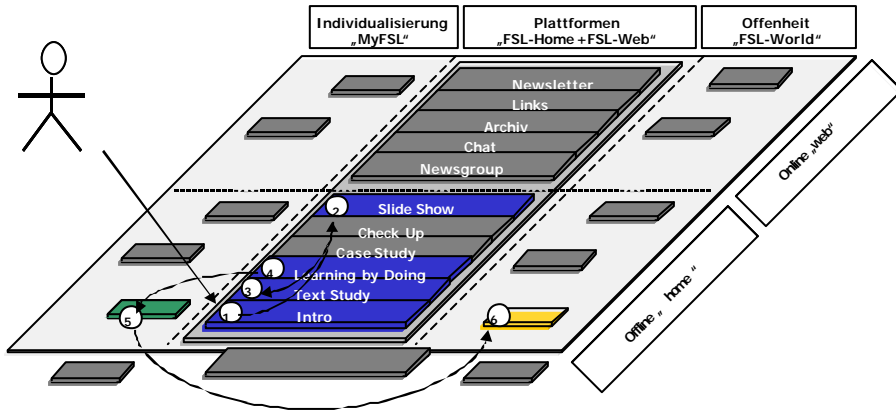 Individualisierung
„MyFSL“
Plattformen
„FSL-Home+FSL-Web“
Offenheit
„FSL-World“
Newsletter
Links
Archiv
Chat
Newsgroup
Online „web“
2
Slide Show
Check Up
Case Study
4
Learning by Doing
3
Text Study
1
Intro
5
6
Offline „ home “